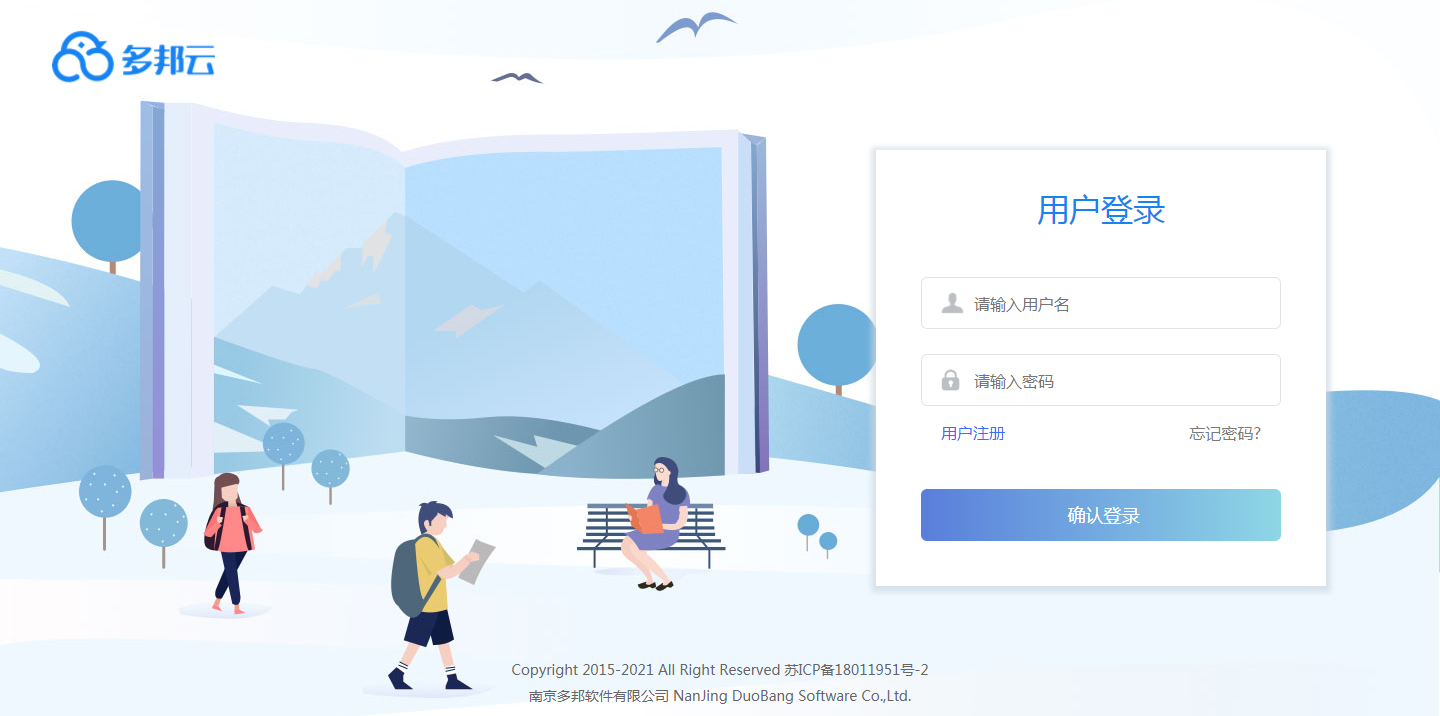 多邦云
用户登录
请输入用户名
请输入密码
用户注册 忘记密码?
确认登录
Copyright 2015-2021 All Right Reserved 苏ICP备18011951号-2
南京多邦软件有限公司 NanJing DuoBang Software Co.,Ltd.